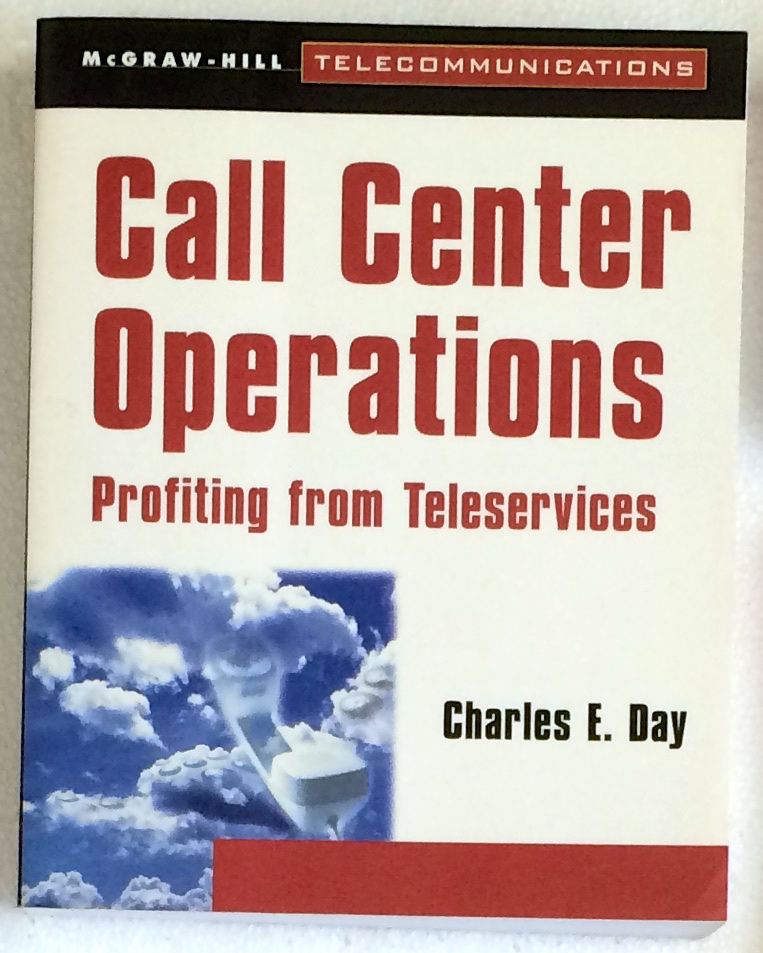 McGRAW-HILL TELECOMMUNICATIONS
Call Center
Operations
Profiting from Teleservices
Charles E. Day